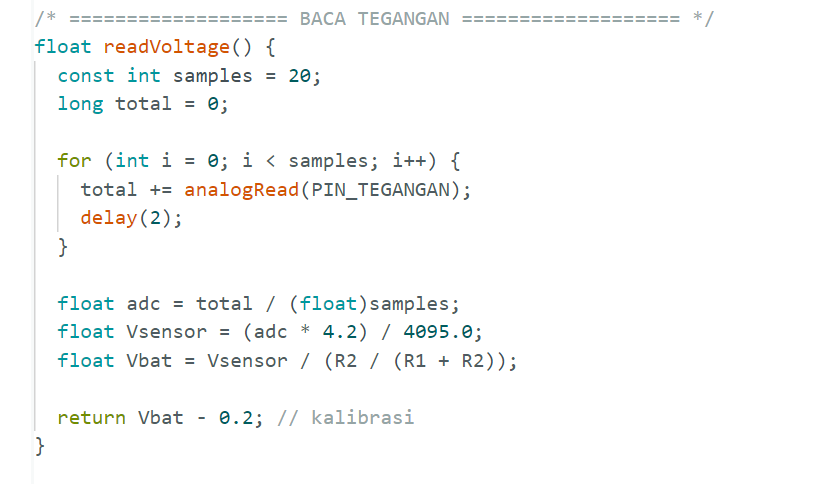 /* =================== BACA TEGANGAN =================== */
float readVoltage() {
  const int samples = 20;
  long total = 0;

  for (int i = 0; i < samples; i++) {
    total += analogRead(PIN_TEGANGAN);
    delay(2);
  }

  float adc = total / (float)samples;
  float Vsensor = (adc * 4.2) / 4095.0;
  float Vbat = Vsensor / (R2 / (R1 + R2));

  return Vbat - 0.2; // kalibrasi
}